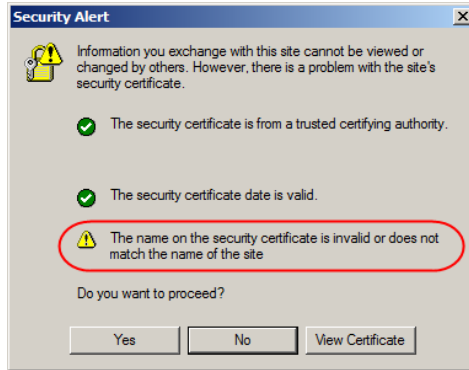 Security Alert
Information you exchange with this site cannot be viewed or
changed by others. However, there is a problem with the site's
security certificate.
The security certificate is from a trusted certifying authority.
The security certificate date is valid.
The name on the security certificate is invalid or does not
match the name of the site
Do you want to proceed?
Yes No View Certificate